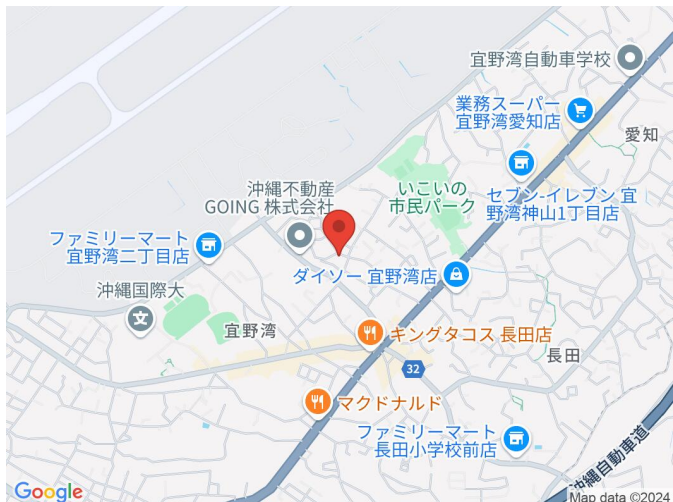 宜野湾自動車学校
業務スーパー
宜野湾愛知店
愛知
沖縄不動産
GOING 株式会社
いこいの
市民パーク
セブン-イレブン 宜
野湾神山1丁目店
ファミリーマート
宜野湾二丁目店
ダイソー 宜野湾店
沖縄国際大
文
宜野湾
キングタコス 長田店
長田
32
マクドナルド
ファミリーマート
長田小学校前店
沖縄自動車道
Google
Map data ©2024